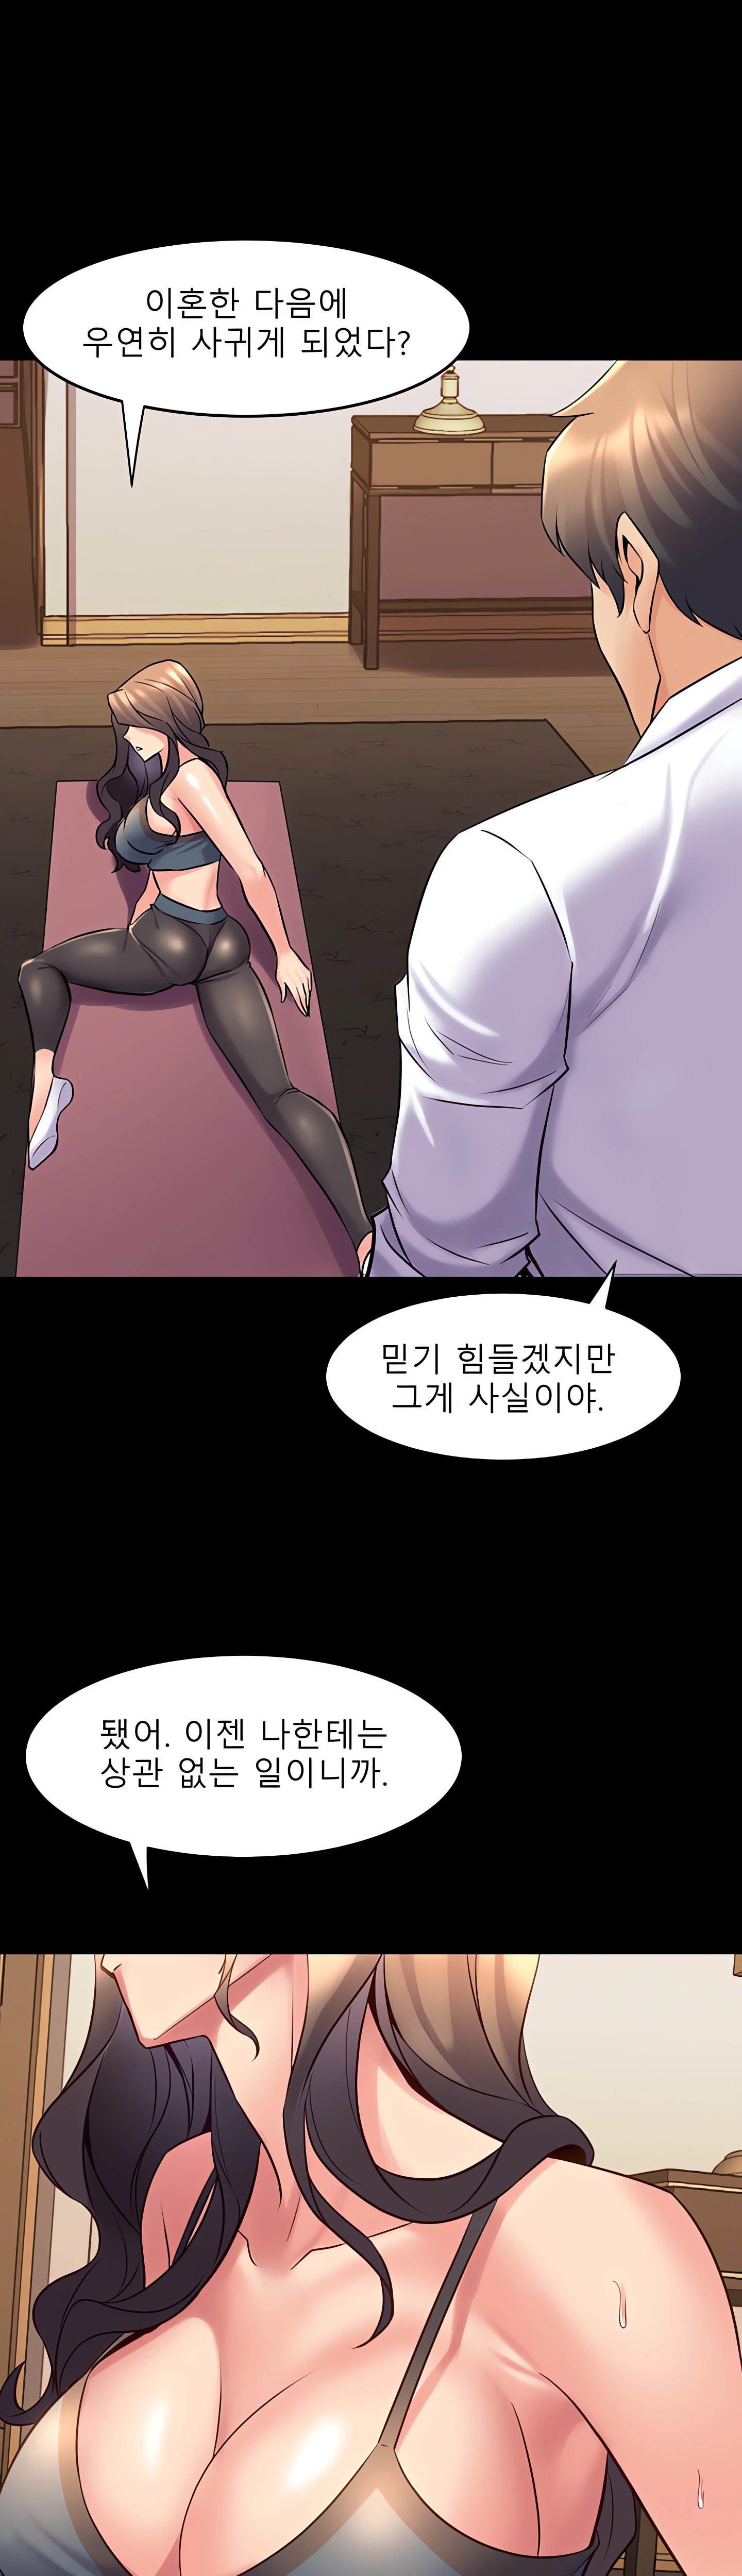 이혼한 다음에
우연히 사귀게 되었다?
믿기 힘들겠지만
그게 사실이야.
됐어. 이젠 나한테는
상관 없는 일이니까.